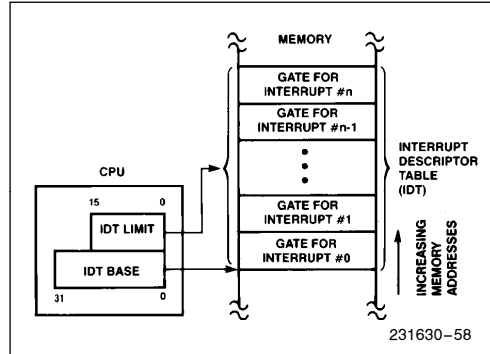 MEMORY
GATE FOR
INTERRUPT #n
GATE FOR
INTERRUPT #n-1
INTERRUPT
DESCRIPTOR
TABLE
(IDT)
CPU
15 0
IDT LIMIT
GATE FOR
INTERRUPT #1
IDT BASE
GATE FOR
INTERRUPT #0
31 0
INCREASING
MEMORY
ADDRESSES
231630–58